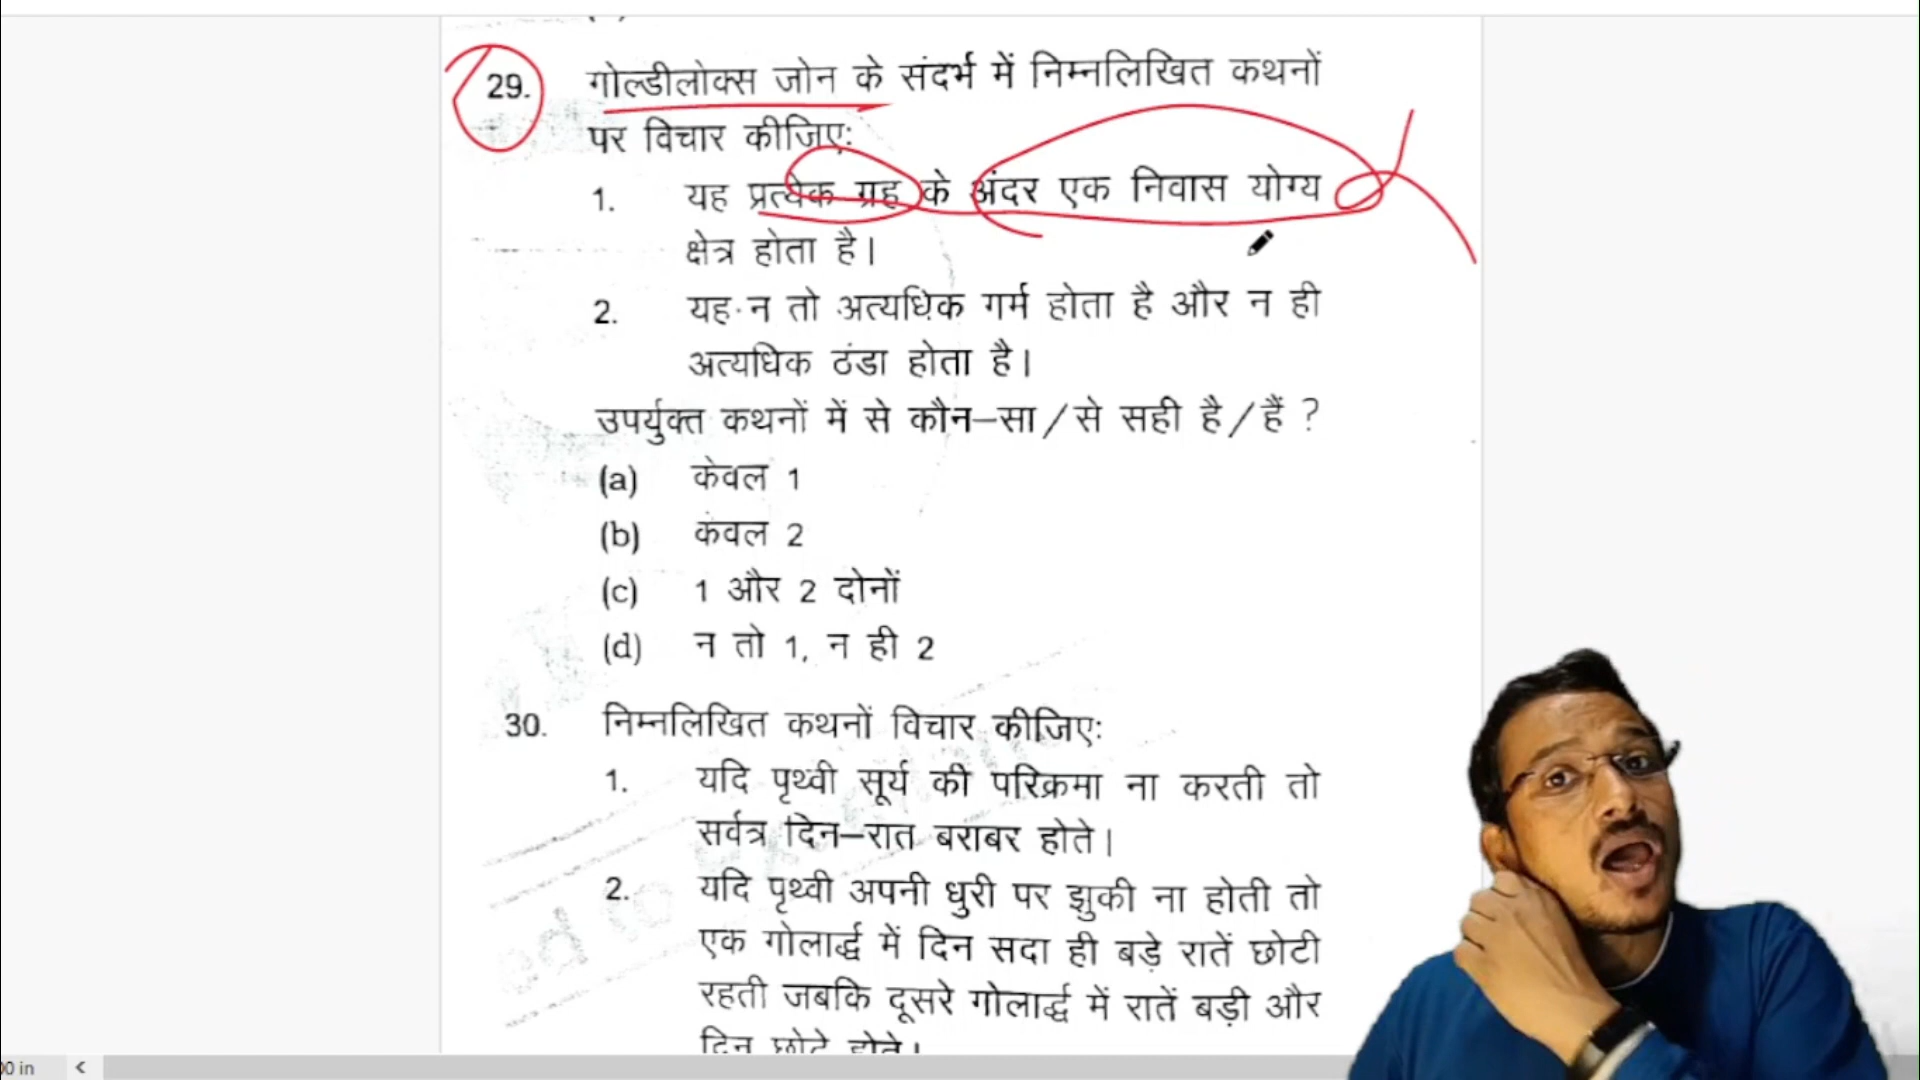 29. गोल्डीलोक्स जोन के संदर्भ में निम्नलिखित कथनों
पर विचार कीजिए:
1. यह प्रत्येक ग्रह के अंदर एक निवास योग्य
क्षेत्र होता है।
2. यह न तो अत्यधिक गर्म होता है और न ही
अत्यधिक ठंडा होता है।
उपर्युक्त कथनों में से कौन–सा/से सही है/हैं ?
(a) केवल 1
(b) केवल 2
(c) 1 और 2 दोनों
(d) न तो 1, न ही 2
30. निम्नलिखित कथनों विचार कीजिए:
1. यदि पृथ्वी सूर्य की परिक्रमा ना करती तो
सर्वत्र दिन–रात बराबर होते।
2. यदि पृथ्वी अपनी धुरी पर झुकी ना होती तो
एक गोलार्द्ध में दिन सदा ही बड़े रातें छोटी
रहती जबकि दूसरे गोलार्द्ध में रातें बड़ी और
दिन छोटे होते।
00 in